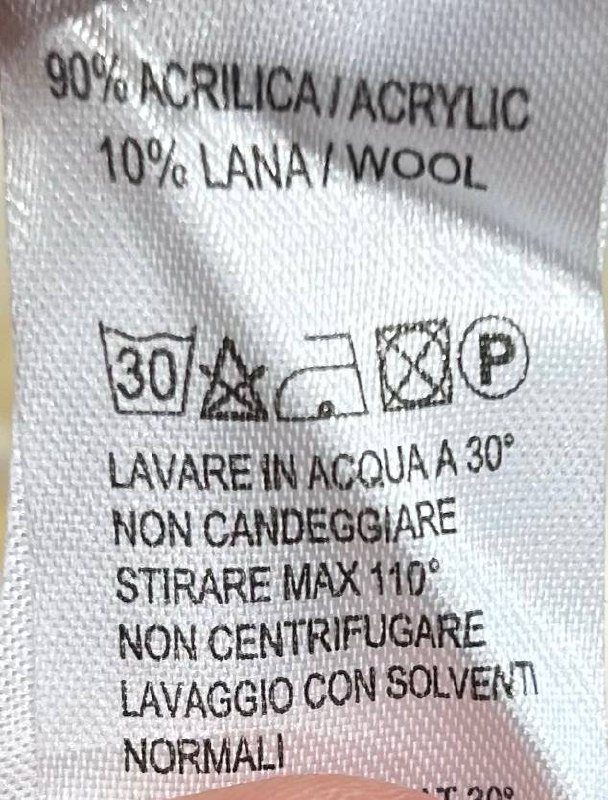 90% ACRILICA / ACRYLIC
10% LANA / WOOL
30 P
LAVARE IN ACQUA A 30°
NON CANDEGGIARE
STIRARE MAX 110°
NON CENTRIFUGARE
LAVAGGIO CON SOLVENTI
NORMALI